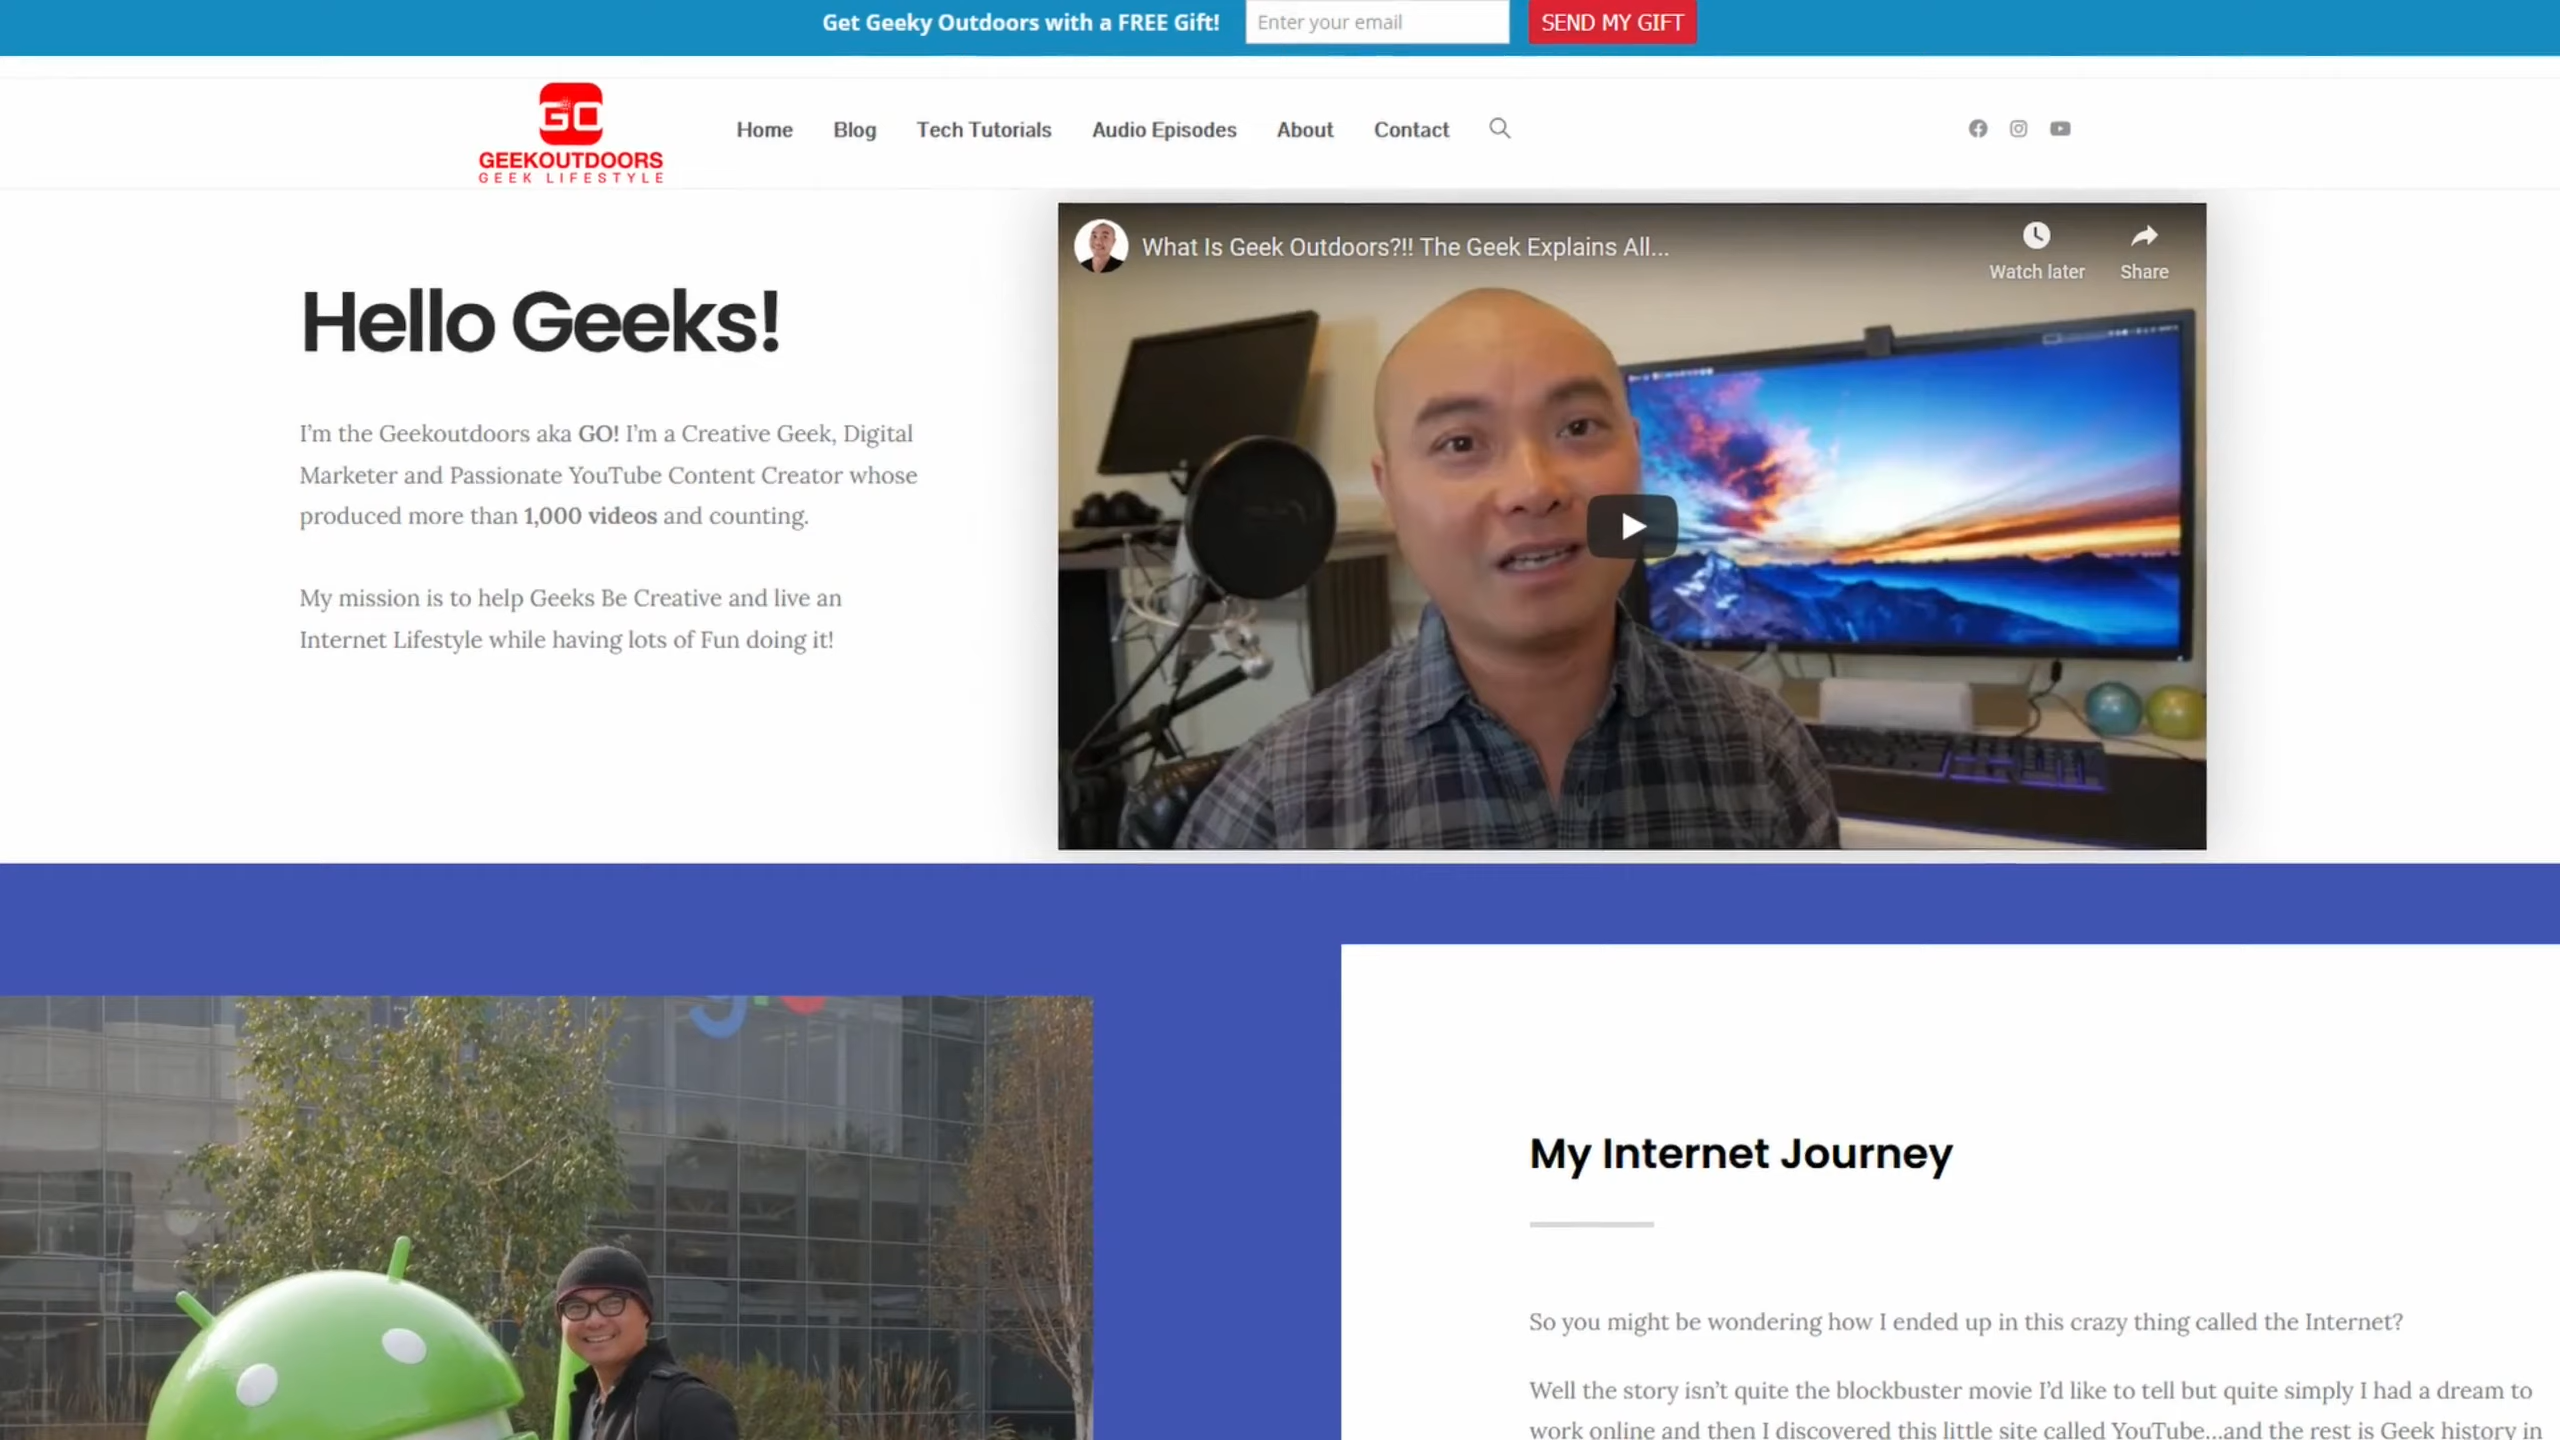 Get Geeky Outdoors with a FREE Gift!
Enter your email
SEND MY GIFT
GO
GEEKOUTDOORS
GEEK LIFESTYLE
Home
Blog
Tech Tutorials
Audio Episodes
About
Contact
Hello Geeks!
I'm the Geekoutdoors aka GO! I'm a Creative Geek, Digital
Marketer and Passionate YouTube Content Creator whose
produced more than 1,000 videos and counting.
My mission is to help Geeks Be Creative and live an
Internet Lifestyle while having lots of Fun doing it!
What Is Geek Outdoors?!! The Geek Explains All...
Watch later
Share
My Internet Journey
So you might be wondering how I ended up in this crazy thing called the Internet?
Well the story isn't quite the blockbuster movie I'd like to tell but quite simply I had a dream to
work online and then I discovered this little site called YouTube...and the rest is Geek history in